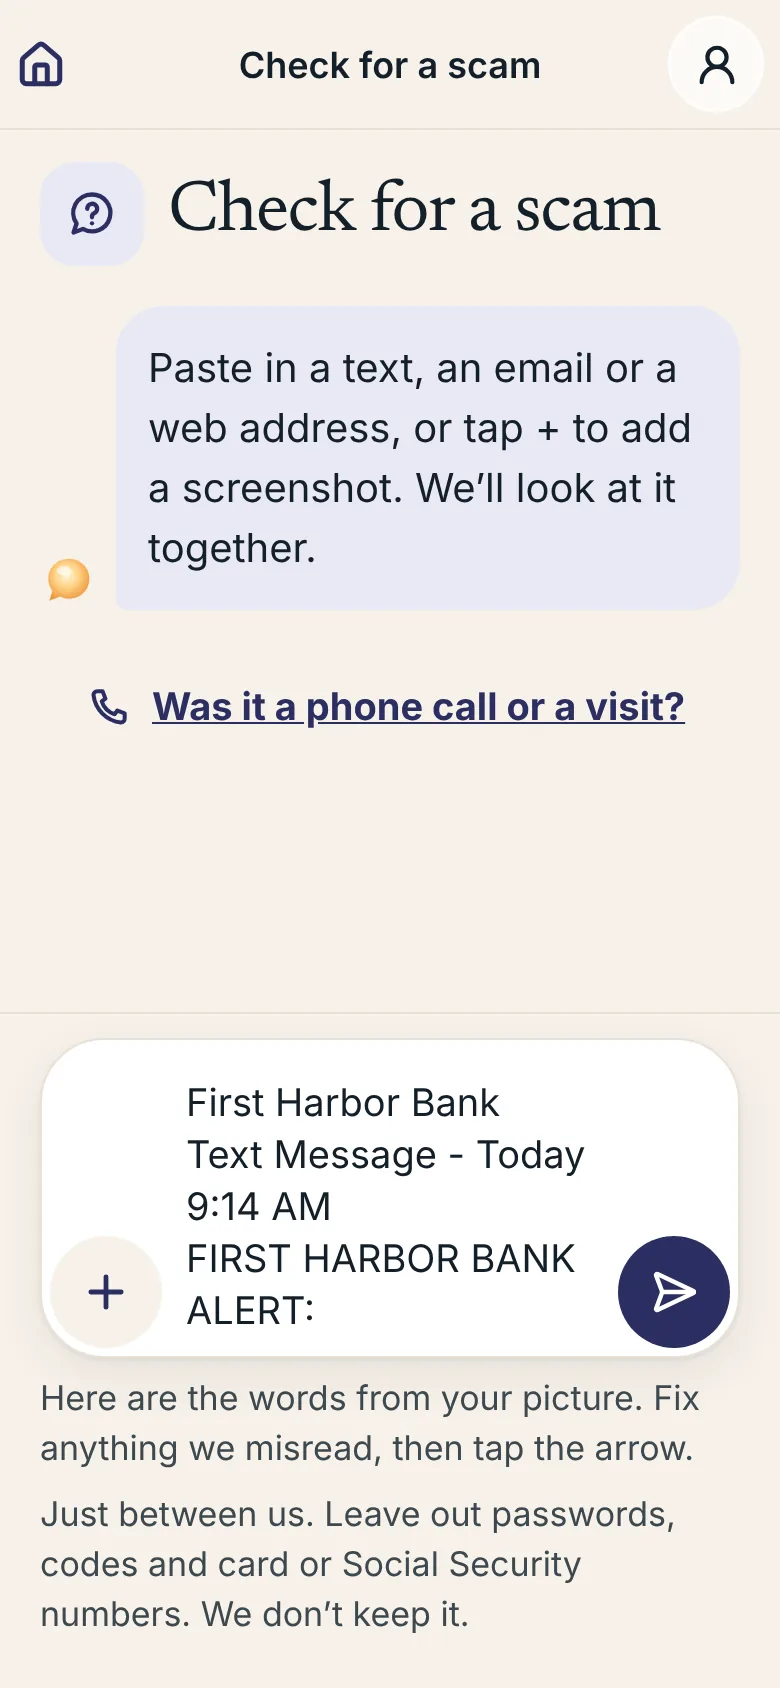 Check for a scam
Check for a scam
Paste in a text, an email or a
web address, or tap + to add
a screenshot. We’ll look at it
together.
Was it a phone call or a visit?
First Harbor Bank
Text Message - Today
9:14 AM
FIRST HARBOR BANK
ALERT:
Here are the words from your picture. Fix
anything we misread, then tap the arrow.
Just between us. Leave out passwords,
codes and card or Social Security
numbers. We don’t keep it.